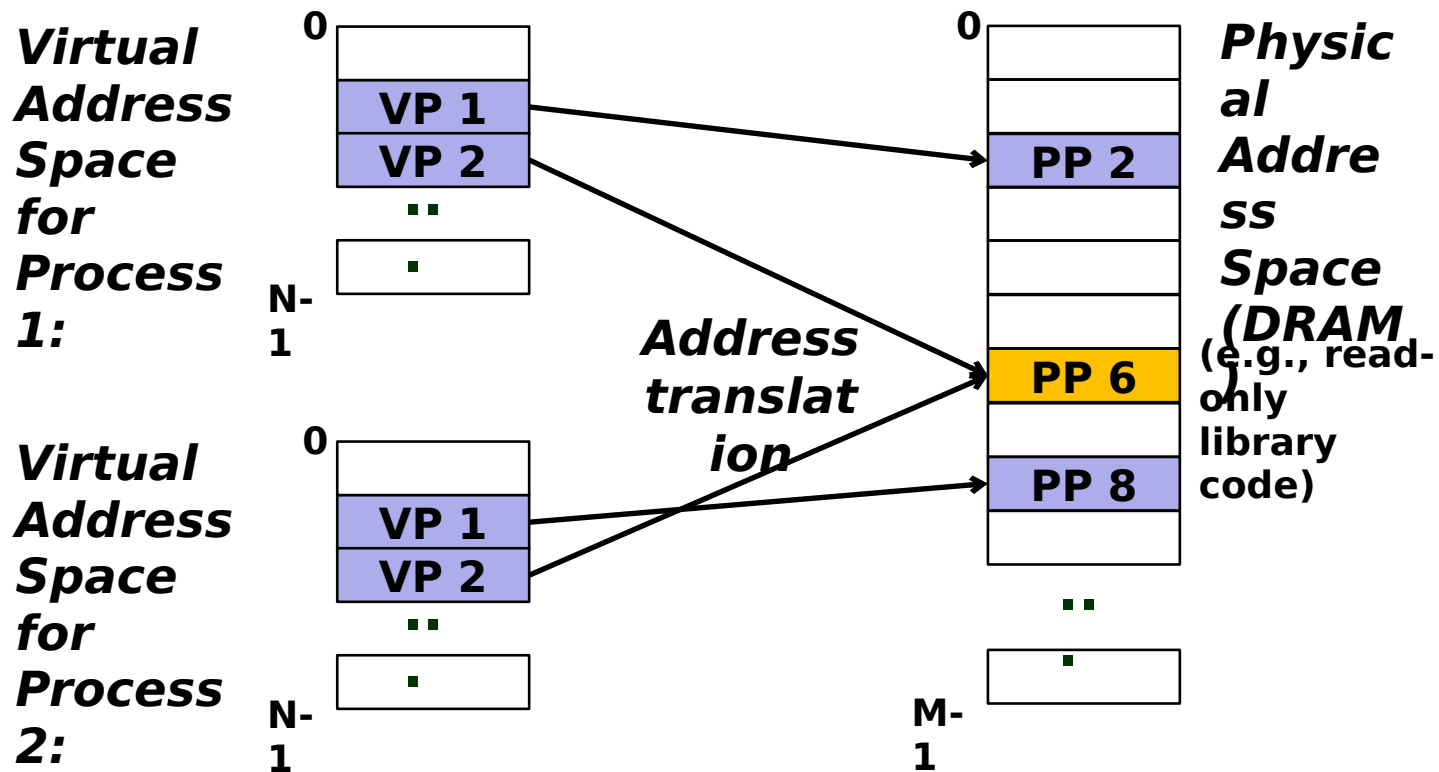 Virtual
Address
Space
for
Process
1:
0
VP 1
VP 2
N-
1
Address
translat
ion
0
PP 2
PP 6
PP 8
M-
1
Physic
al
Addre
ss
Space
(DRAM
)
(e.g., read-
only
library
code)
Virtual
Address
Space
for
Process
2:
0
VP 1
VP 2
N-
1